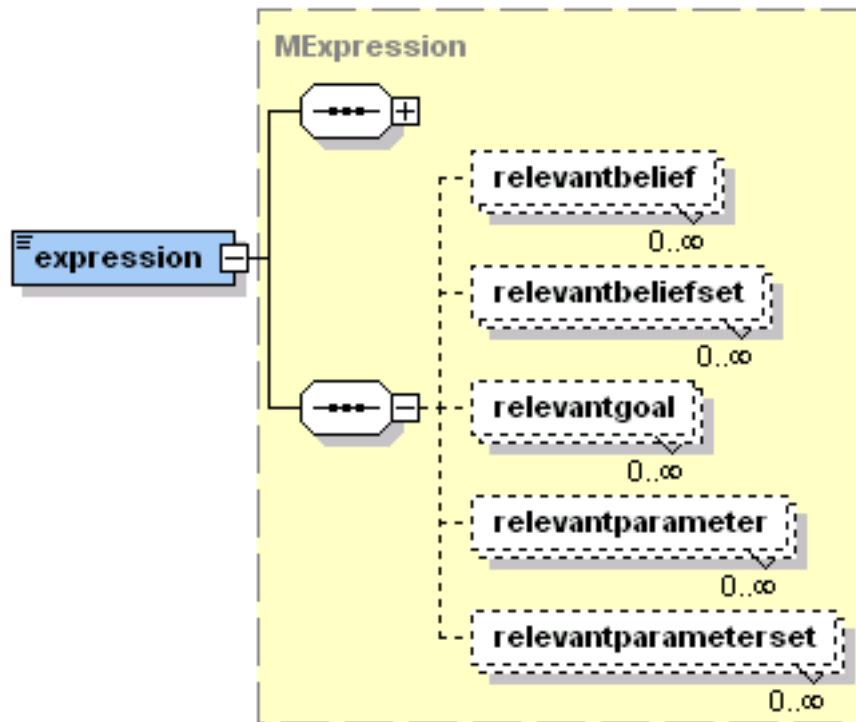 MExpression
relevantbelief
0..∞
expression
relevantbeliefset
0..∞
relevantgoal
0..∞
relevantparameter
0..∞
relevantparameterset
0..∞